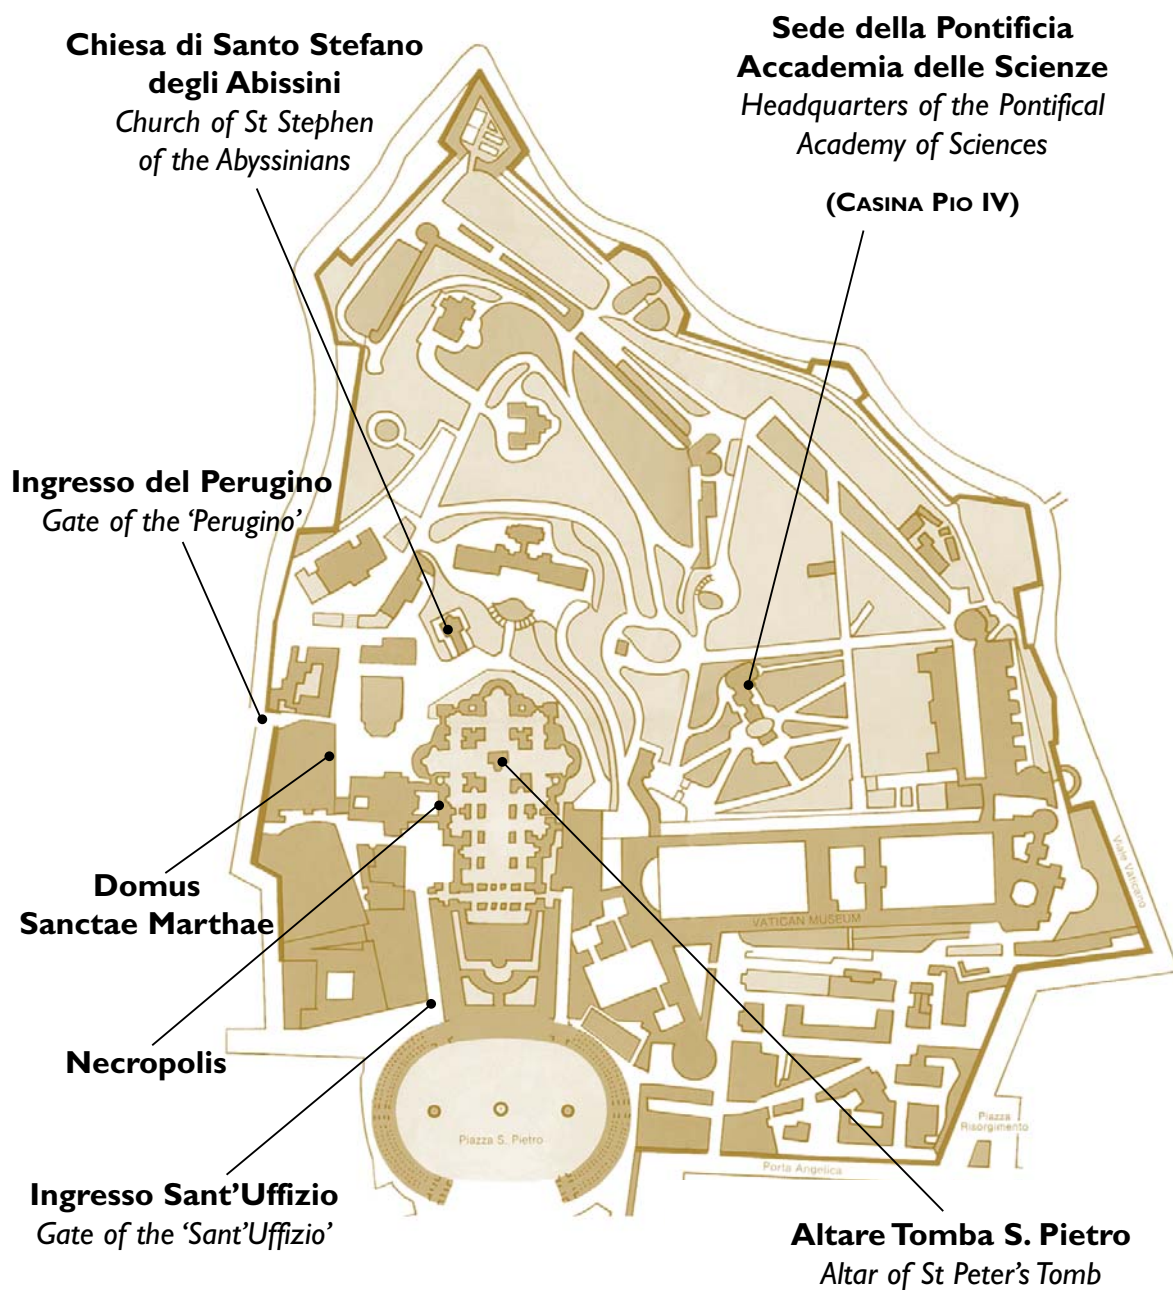 Chiesa di Santo Stefano
degli Abissini
Church of St Stephen
of the Abyssinians
Sede della Pontificia
Accademia delle Scienze
Headquarters of the Pontifical
Academy of Sciences
(CASINA PIO IV)
Ingresso del Perugino
Gate of the ‘Perugino’
Domus
Sanctae Marthae
Necropolis
Ingresso Sant’Uffizio
Gate of the ‘Sant’Uffizio’
Altare Tomba S. Pietro
Altar of St Peter’s Tomb
VATICAN MUSEUM
Viale Vaticano
Piazza S. Pietro
Piazza
Risorgimento
Porta Angelica